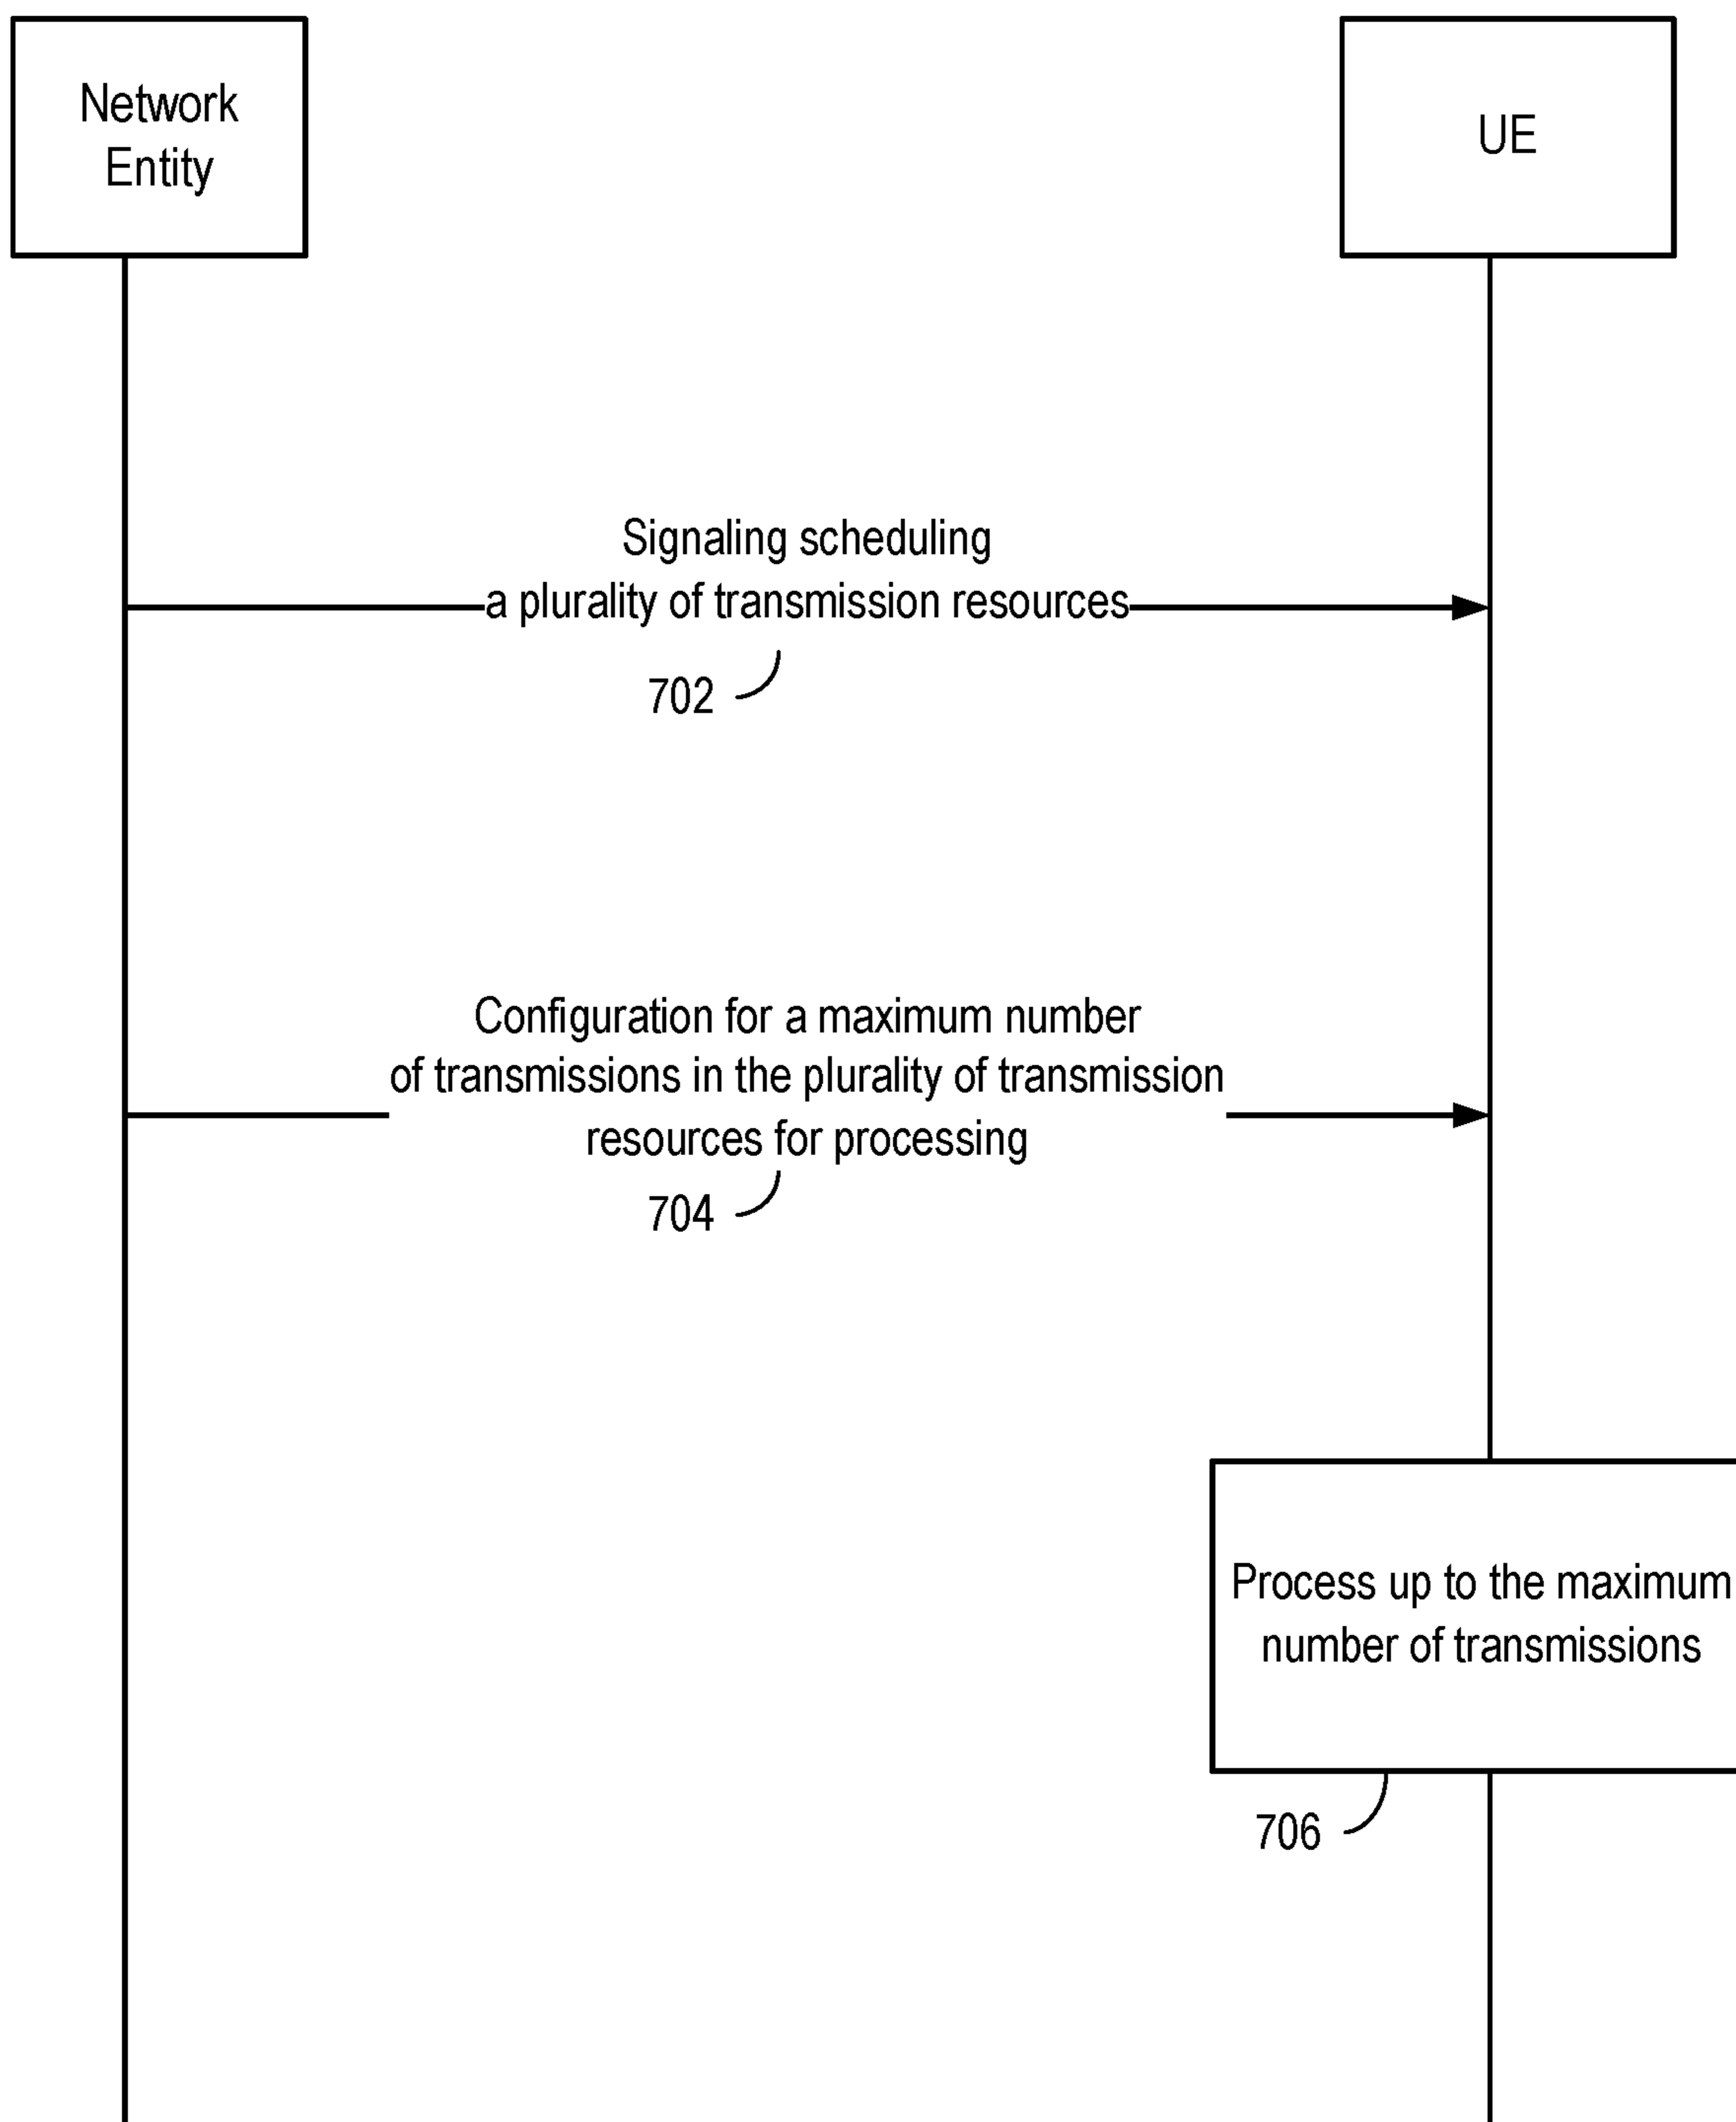 Network
Entity
UE
Signaling scheduling
a plurality of transmission resources
702
Configuration for a maximum number
of transmissions in the plurality of transmission
resources for processing
704
Process up to the maximum
number of transmissions
706